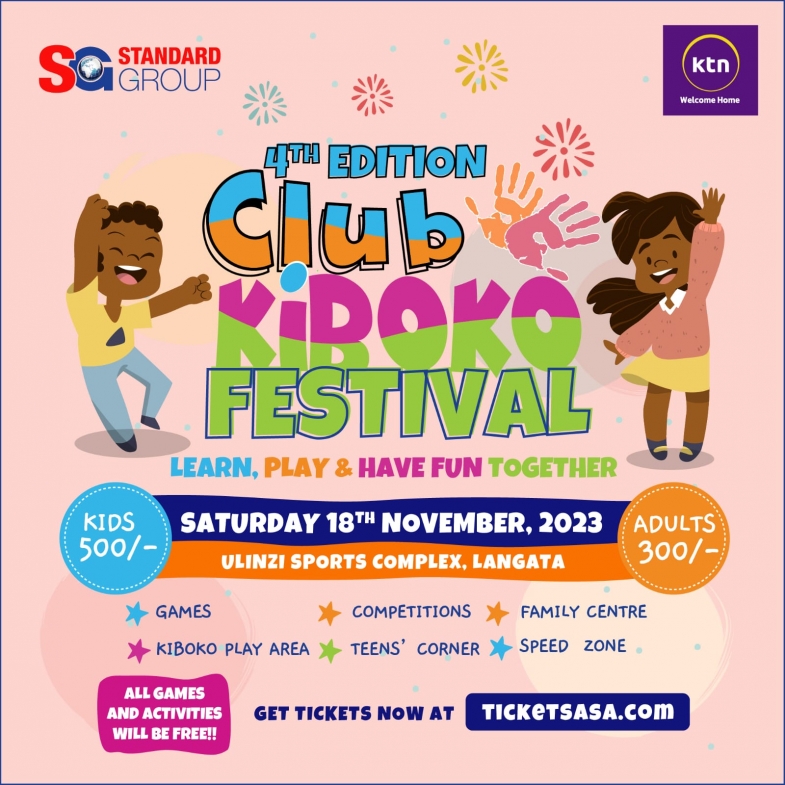 SG STANDARD
GROUP
ktn
Welcome Home
4TH EDITION
Club
KiBOKO
FESTIVAL
LEARN, PLAY & HAVE FUN TOGETHER
KIDS
500/-
SATURDAY 18TH NOVEMBER, 2023
ULINZI SPORTS COMPLEX, LANGATA
ADULTS
300/-
GAMES
COMPETITIONS
FAMILY CENTRE
KIBOKO PLAY AREA
TEENS' CORNER
SPEED ZONE
ALL GAMES
AND ACTIVITIES
WILL BE FREE!!
GET TICKETS NOW AT
TICKETSASA.COM